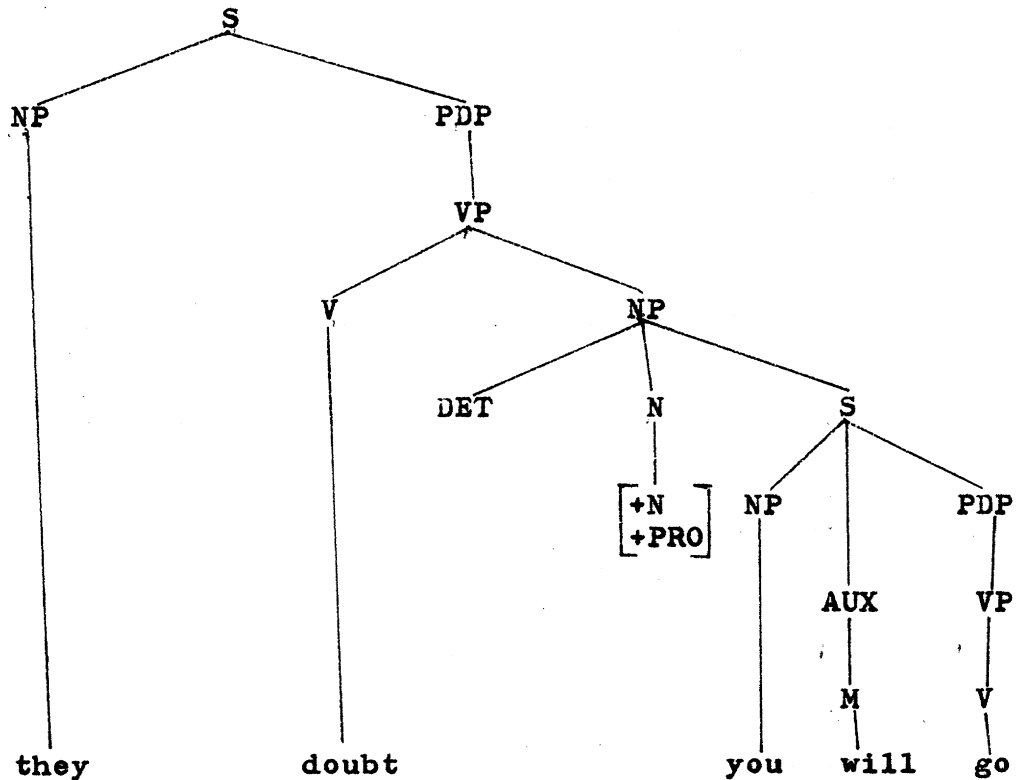 S
NP PDP
VP
V NP
DET N S
[+N NP PDP
+PRO]
AUX VP
M V
they doubt you will go